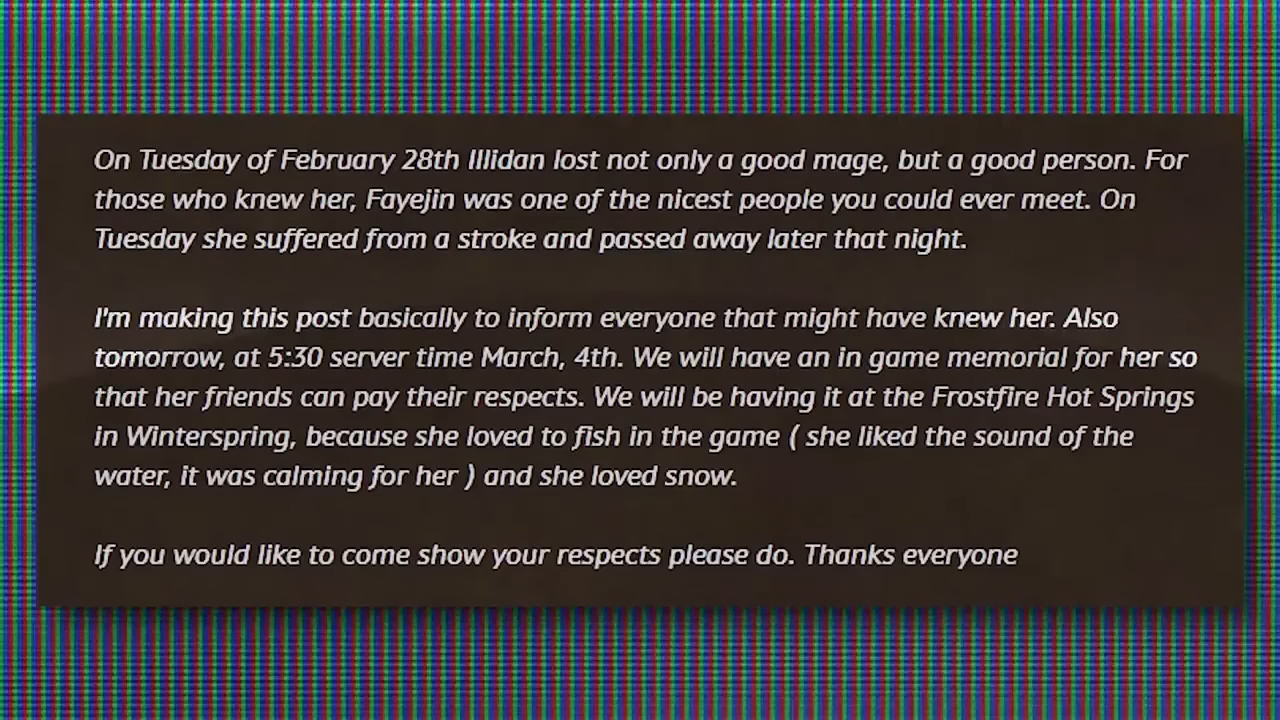 On Tuesday of February 28th Illidan lost not only a good mage, but a good person. For
those who knew her, Fayejin was one of the nicest people you could ever meet. On
Tuesday she suffered from a stroke and passed away later that night.
I'm making this post basically to inform everyone that might have knew her. Also
tomorrow, at 5:30 server time March, 4th. We will have an in game memorial for her so
that her friends can pay their respects. We will be having it at the Frostfire Hot Springs
in Winterspring, because she loved to fish in the game ( she liked the sound of the
water, it was calming for her ) and she loved snow.
If you would like to come show your respects please do. Thanks everyone